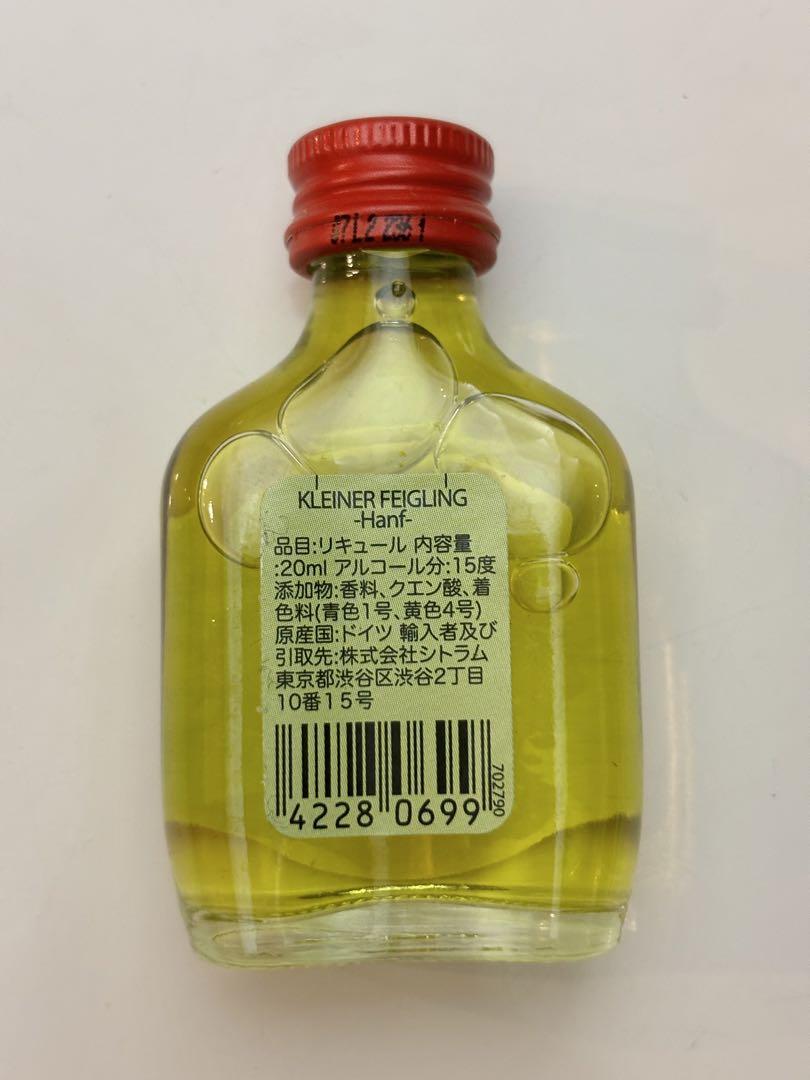 07L2 2361
KLEINER FEIGLING
-Hanf-
品目:リキュール 内容量
:20ml アルコール分:15度
添加物:香料、クエン酸、着
色料(青色1号、黄色4号)
原産国:ドイツ 輸入者及び
引取先:株式会社シトラム
東京都渋谷区渋谷2丁目
10番15号
702790
4228 0699